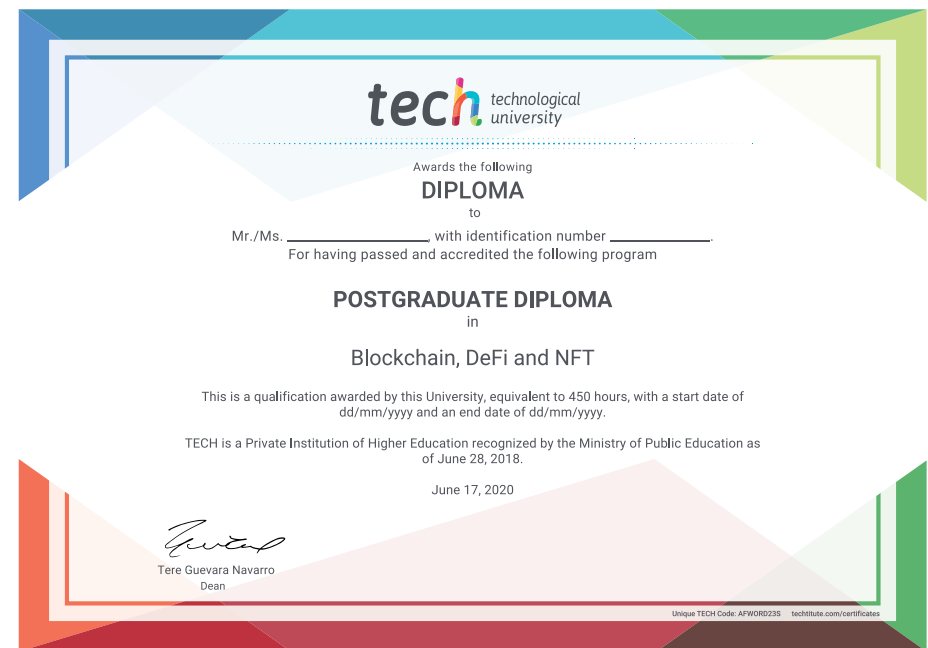 tech technological
university
Awards the following
DIPLOMA
to
Mr./Ms. ____________________, with identification number ______________.
For having passed and accredited the following program
POSTGRADUATE DIPLOMA
in
Blockchain, DeFi and NFT
This is a qualification awarded by this University, equivalent to 450 hours, with a start date of
dd/mm/yyyy and an end date of dd/mm/yyyy.
TECH is a Private Institution of Higher Education recognized by the Ministry of Public Education as
of June 28, 2018.
June 17, 2020
Tere Guevara Navarro
Dean
Unique TECH Code: AFWORD23S techtitute.com/certificates